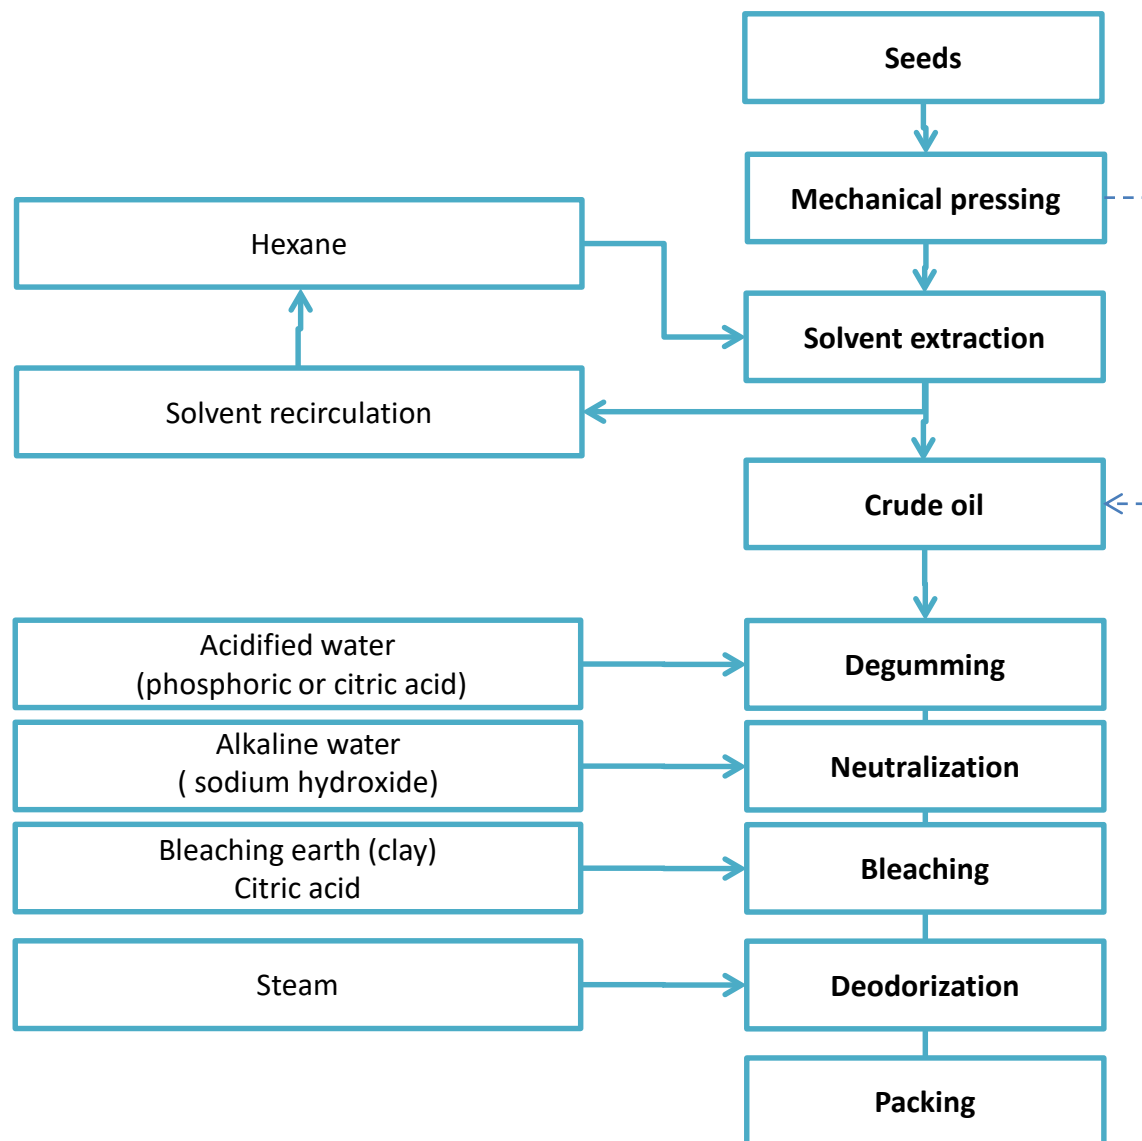 Seeds
Mechanical pressing
Hexane
Solvent extraction
Solvent recirculation
Crude oil
Acidified water
(phosphoric or citric acid)
Degumming
Alkaline water
( sodium hydroxide)
Neutralization
Bleaching earth (clay)
Citric acid
Bleaching
Steam
Deodorization
Packing